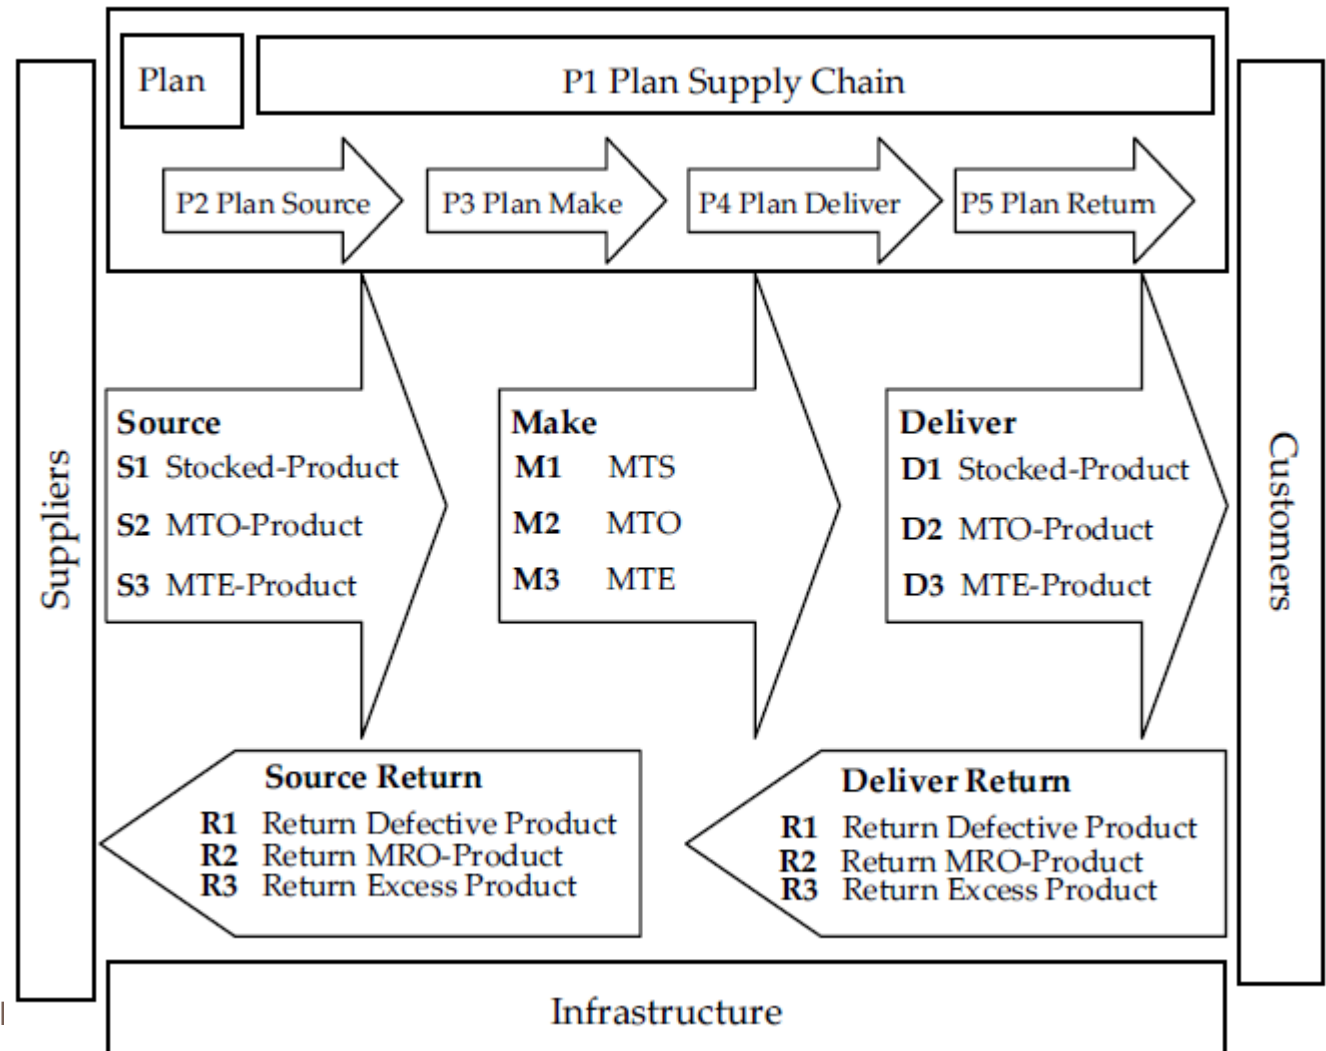 Plan
P1 Plan Supply Chain
P2 Plan Source
P3 Plan Make
P4 Plan Deliver
P5 Plan Return
Suppliers
Source
S1 Stocked-Product
S2 MTO-Product
S3 MTE-Product
Make
M1 MTS
M2 MTO
M3 MTE
Deliver
D1 Stocked-Product
D2 MTO-Product
D3 MTE-Product
Customers
Source Return
R1 Return Defective Product
R2 Return MRO-Product
R3 Return Excess Product
Deliver Return
R1 Return Defective Product
R2 Return MRO-Product
R3 Return Excess Product
Infrastructure